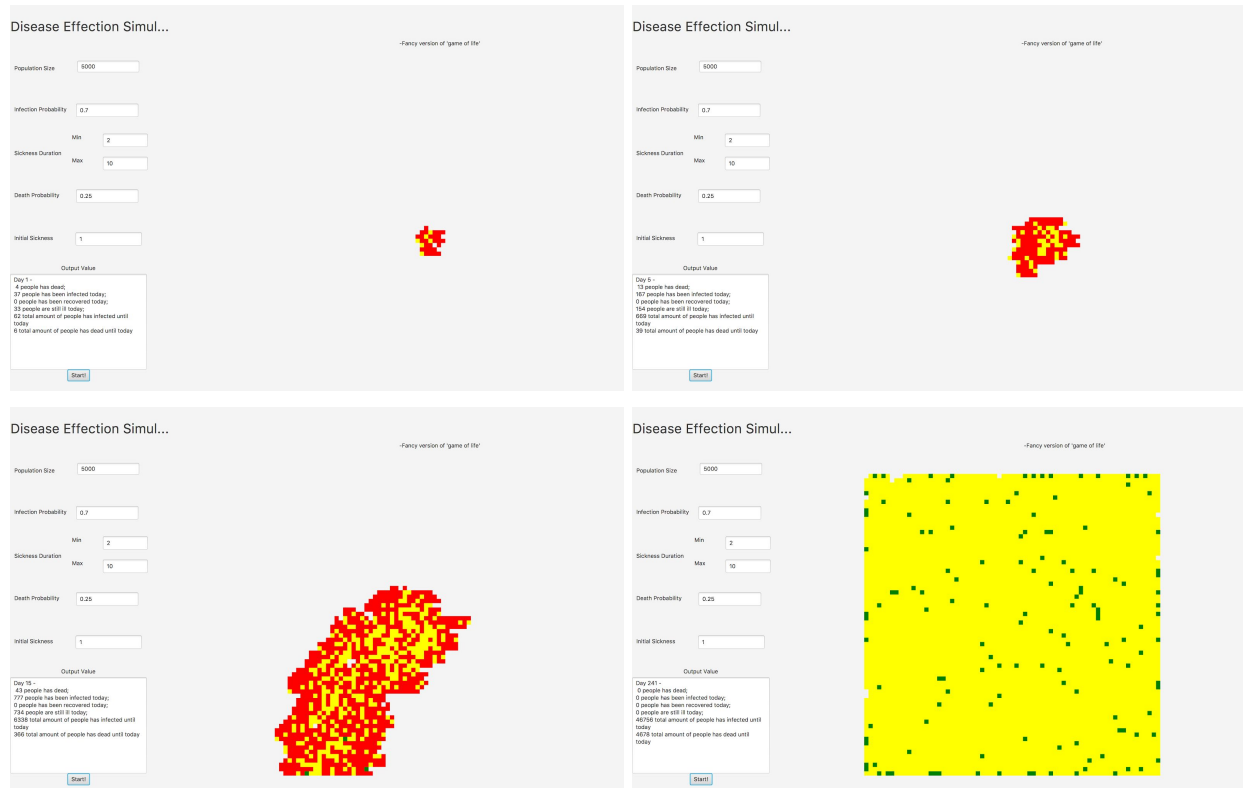 Disease Effection Simul...
-Fancy version of 'game of life'
Population Size
5000
Infection Probability
0.7
Min
2
Sickness Duration
Max
10
Death Probability
0.25
Initial Sickness
1
Output Value
Day 1 -
4 people has dead;
37 people has been infected today;
0 people has been recovered today;
33 people are still ill today;
62 total amount of people has infected until
today
6 total amount of people has dead until today
Start!
Disease Effection Simul...
-Fancy version of 'game of life'
Population Size
5000
Infection Probability
0.7
Min
2
Sickness Duration
Max
10
Death Probability
0.25
Initial Sickness
1
Output Value
Day 5 -
13 people has dead;
167 people has been infected today;
0 people has been recovered today;
154 people are still ill today;
669 total amount of people has infected until
today
39 total amount of people has dead until today
Start!
Disease Effection Simul...
-Fancy version of 'game of life'
Population Size
5000
Infection Probability
0.7
Min
2
Sickness Duration
Max
10
Death Probability
0.25
Initial Sickness
1
Output Value
Day 15 -
43 people has dead;
777 people has been infected today;
0 people has been recovered today;
734 people are still ill today;
6338 total amount of people has infected until
today
366 total amount of people has dead until today
Start!
Disease Effection Simul...
-Fancy version of 'game of life'
Population Size
5000
Infection Probability
0.7
Min
2
Sickness Duration
Max
10
Death Probability
0.25
Initial Sickness
1
Output Value
Day 241 -
0 people has dead;
0 people has been infected today;
0 people has been recovered today;
0 people are still ill today;
46756 total amount of people has infected until
today
4678 total amount of people has dead until
today
Start!